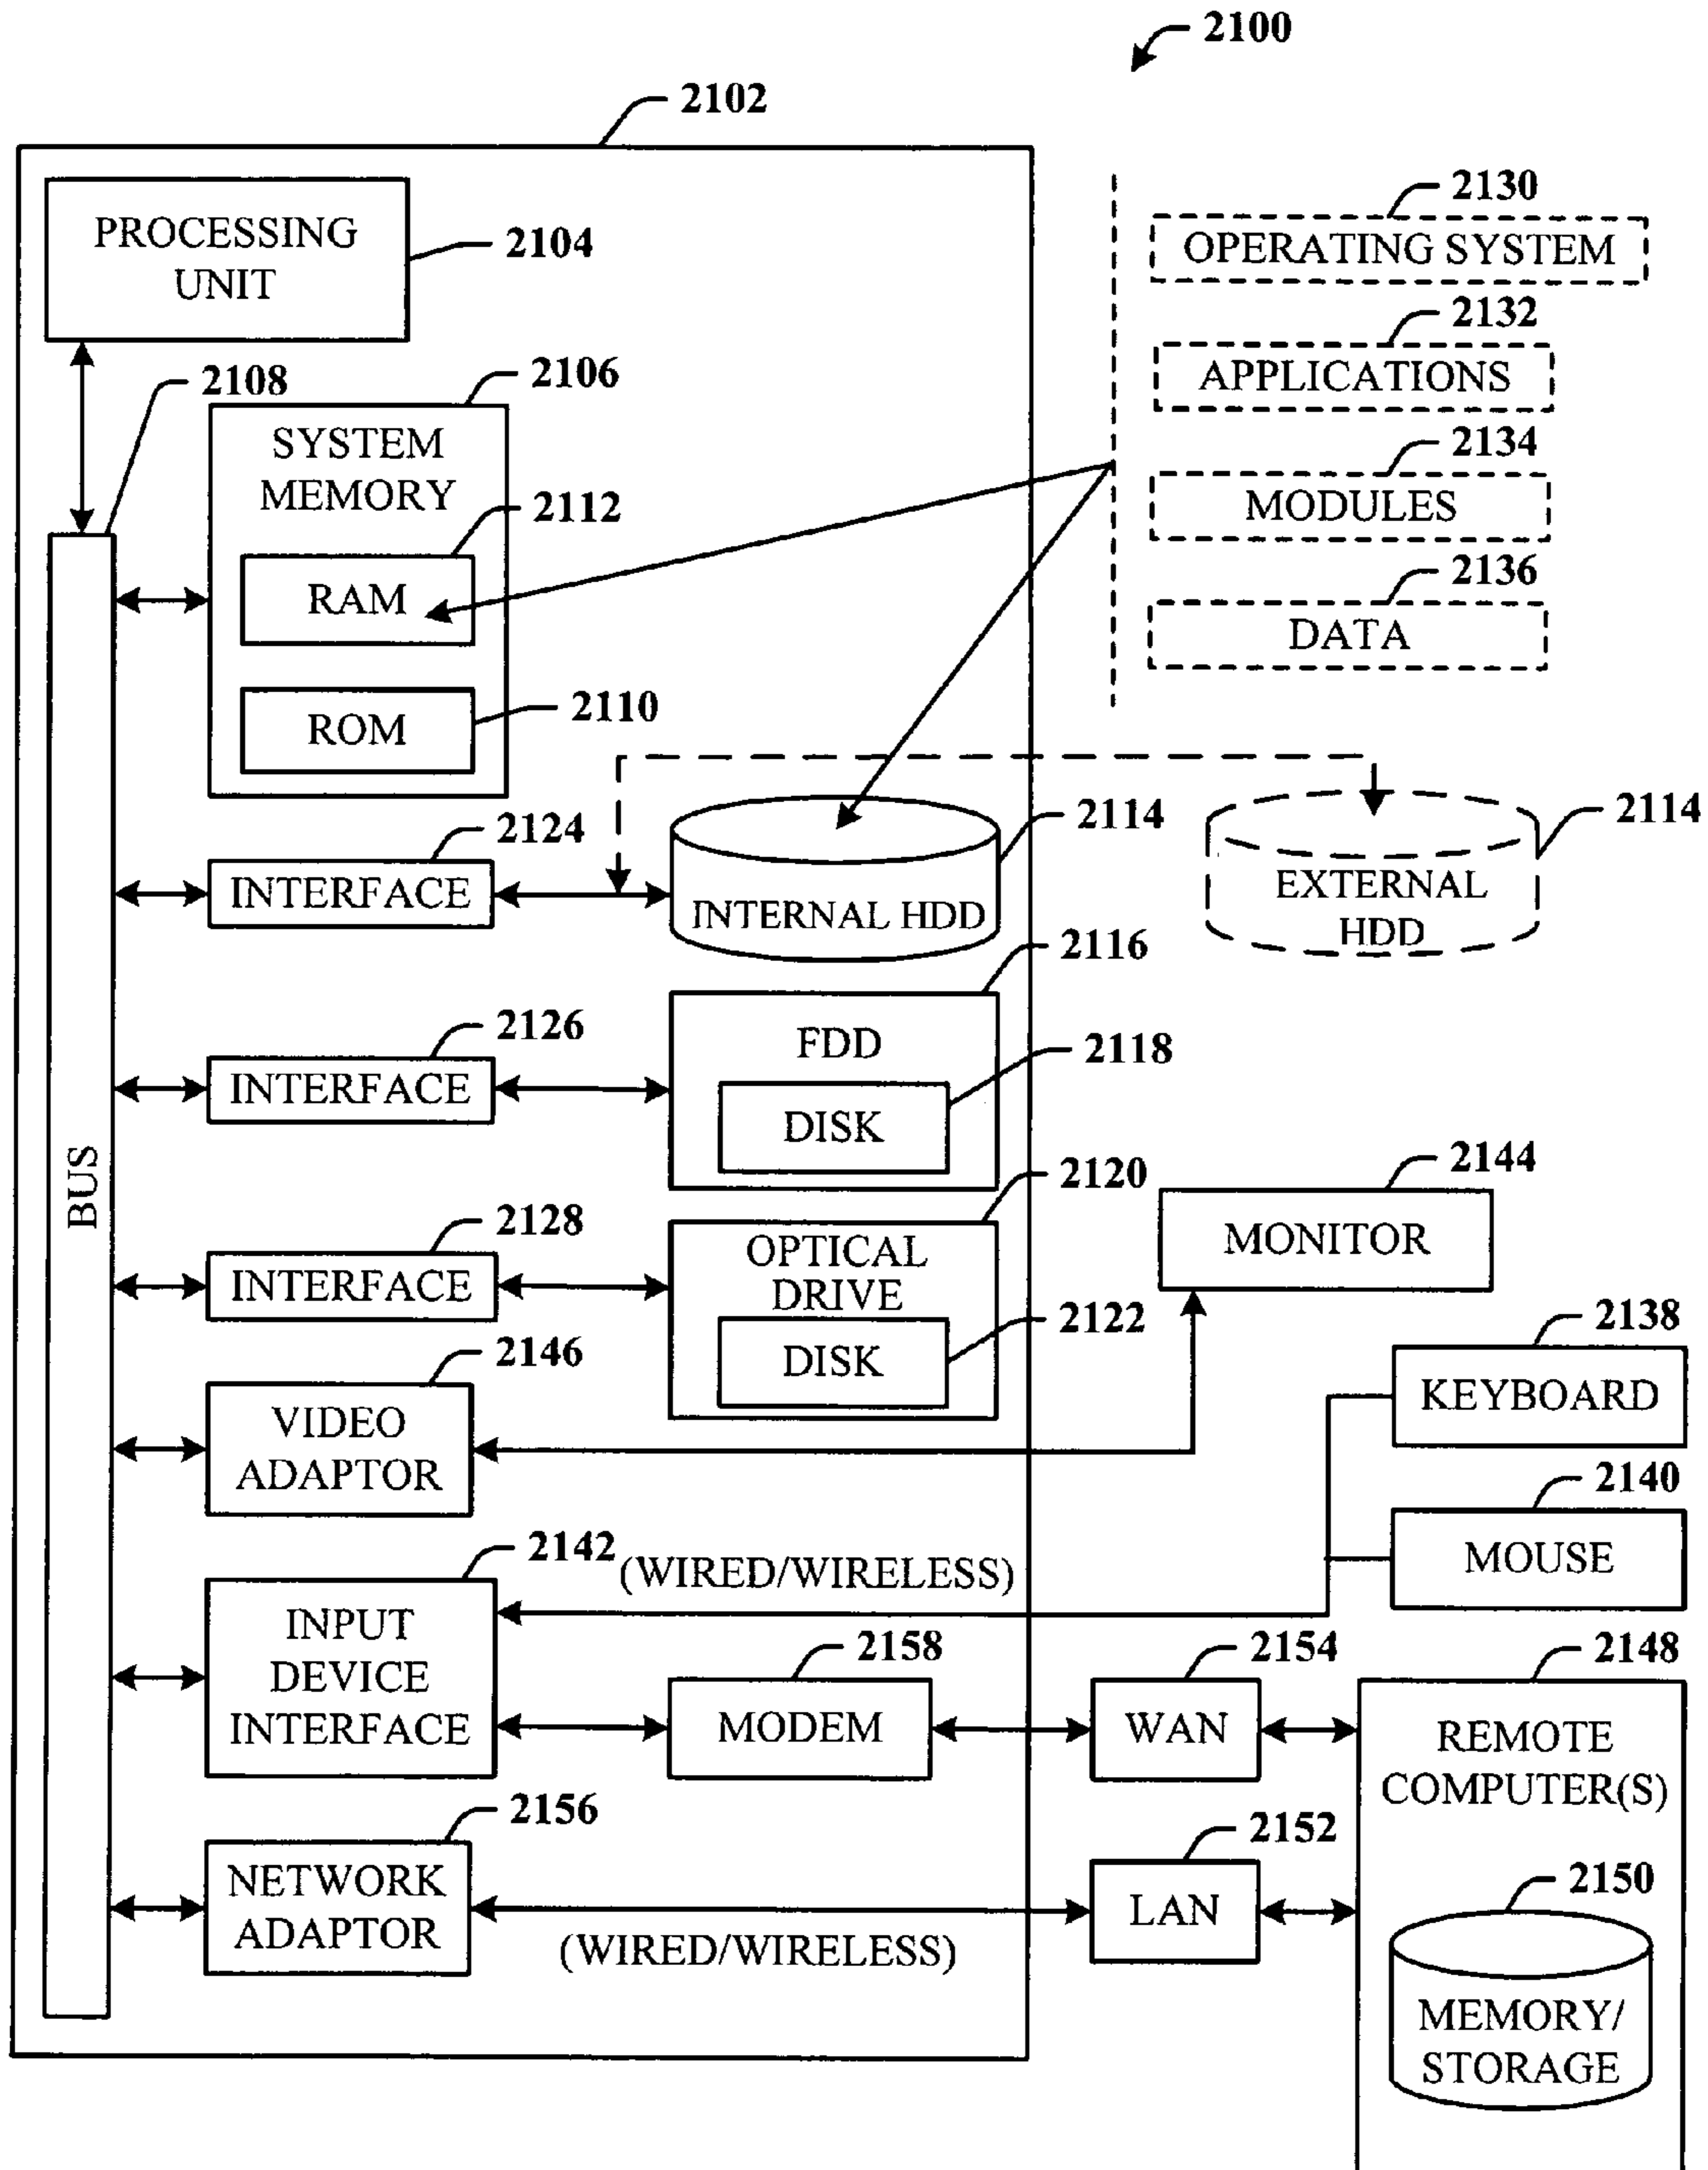 2100
2102
PROCESSING
UNIT
2104
2130
OPERATING SYSTEM
2132
APPLICATIONS
2134
MODULES
2136
DATA
2108
2106
SYSTEM
MEMORY
2112
RAM
2110
ROM
2124
INTERFACE
2114
INTERNAL HDD
2114
EXTERNAL
HDD
2126
INTERFACE
2116
FDD
2118
DISK
BUS
2128
INTERFACE
2120
OPTICAL
DRIVE
2122
DISK
2144
MONITOR
2146
VIDEO
ADAPTOR
2138
KEYBOARD
2140
MOUSE
2142
(WIRED/WIRELESS)
INPUT
DEVICE
INTERFACE
2158
MODEM
2154
WAN
2148
REMOTE
COMPUTER(S)
2156
NETWORK
ADAPTOR
(WIRED/WIRELESS)
2152
LAN
2150
MEMORY/
STORAGE